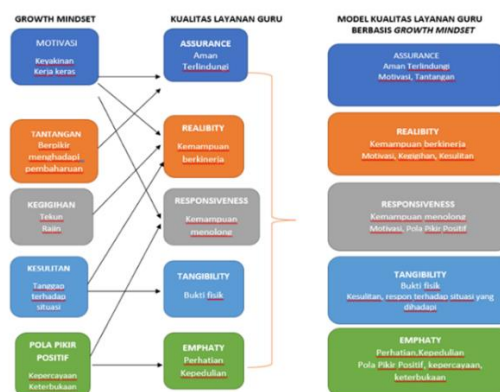 GROWTH MINDSET
MOTIVASI
Keyakinan
Kerja keras
TANTANGAN
Berpikir
menghadapi
pembaharuan
KEGIGIHAN
Tekun
Rajin
KESULITAN
Tanggap
terhadap
situasi
POLA PIKIR
POSITIF
Kepercayaan
Keterbukaan
KUALITAS LAYANAN GURU
ASSURANCE
Aman
Terlindungi
REALIBITY
Kemampuan
berkinerja
RESPONSIVENESS
Kemampuan
menolong
TANGIBILITY
Bukti fisik
EMPHATY
Perhatian
Kepedulian
MODEL KUALITAS LAYANAN GURU
BERBASIS GROWTH MINDSET
ASSURANCE
Aman Terlindungi
Motivasi, Tantangan
REALIBITY
Kemampuan berkinerja
Motivasi, Kegigihan, Kesulitan
RESPONSIVENESS
Kemampuan menolong
Motivasi, Pola Pikir Positif
TANGIBILITY
Bukti fisik
Kesulitan, respon terhadap situasi yang
dihadapi
EMPHATY
Perhatian,Kepedulian
Pola Pikir Positif, kepercayaan,
keterbukaan